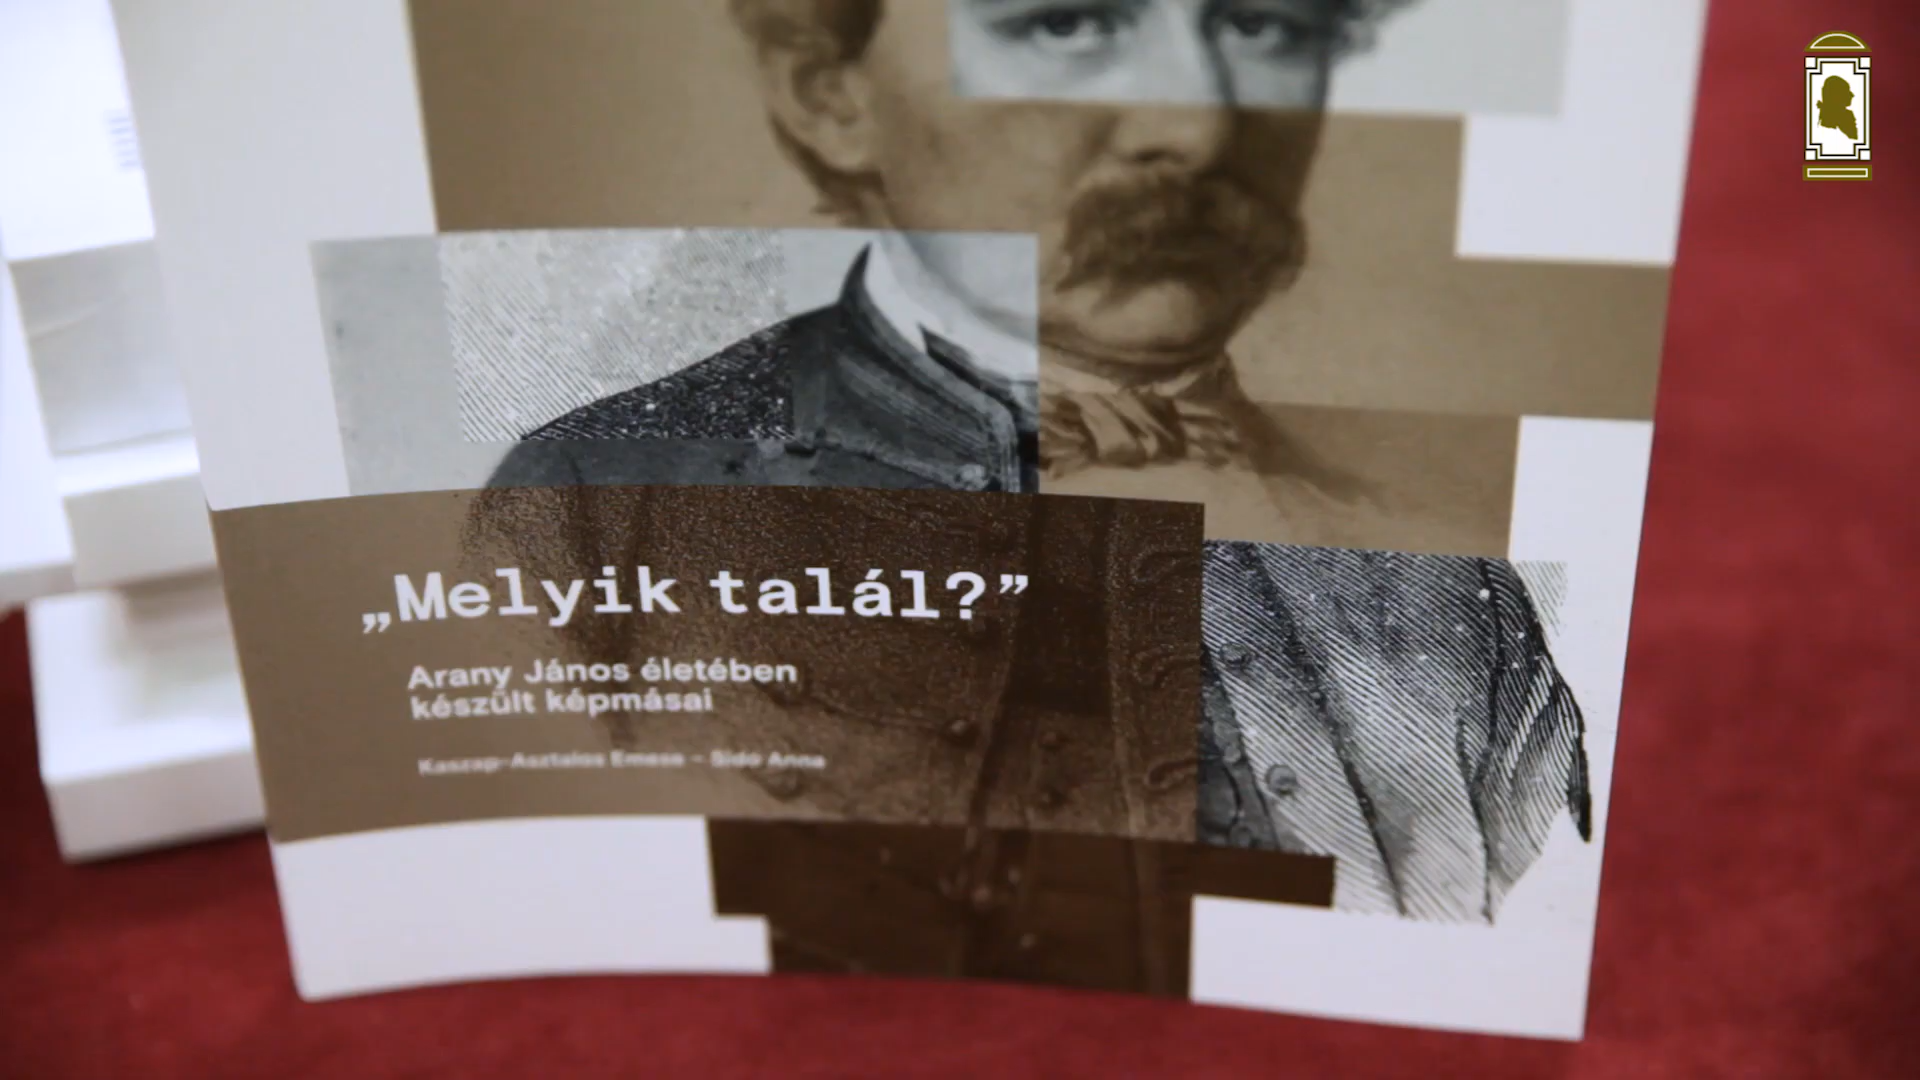 „Melyik talál?”
Arany János életében
készült képmásai
Kaszap-Asztalos Emese – Sidó Anna